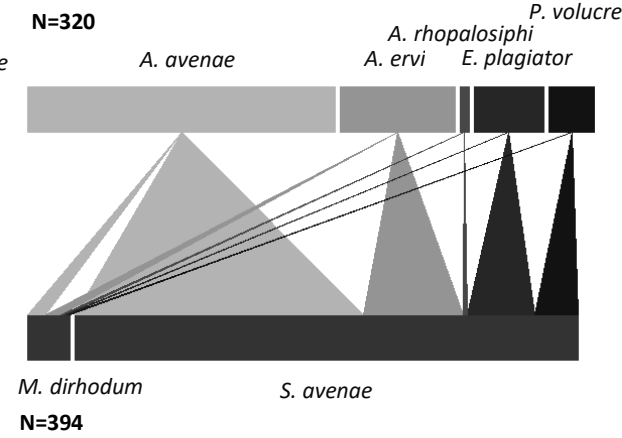 P. volucre
N=320
A. rhopalosiphi
e A. avenae A. ervi E. plagiator
M. dirhodum S. avenae
N=394